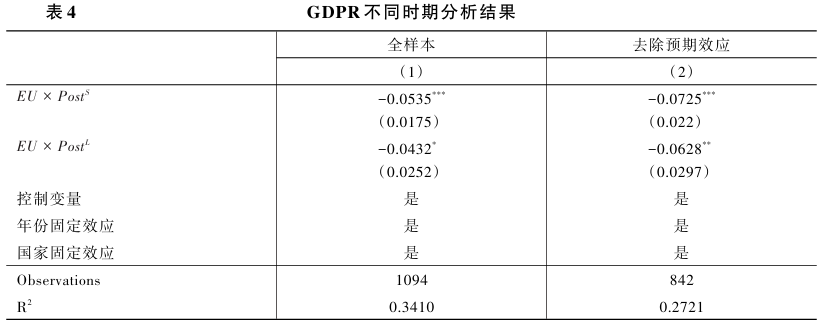 表 4 GDPR 不同时期分析结果
全样本 去除预期效应
（1） （2）
EU × Post^S -0.0535*** -0.0725***
（0.0175） （0.022）
EU × Post^L -0.0432* -0.0628**
（0.0252） （0.0297）
控制变量 是 是
年份固定效应 是 是
国家固定效应 是 是
Observations 1094 842
R² 0.3410 0.2721